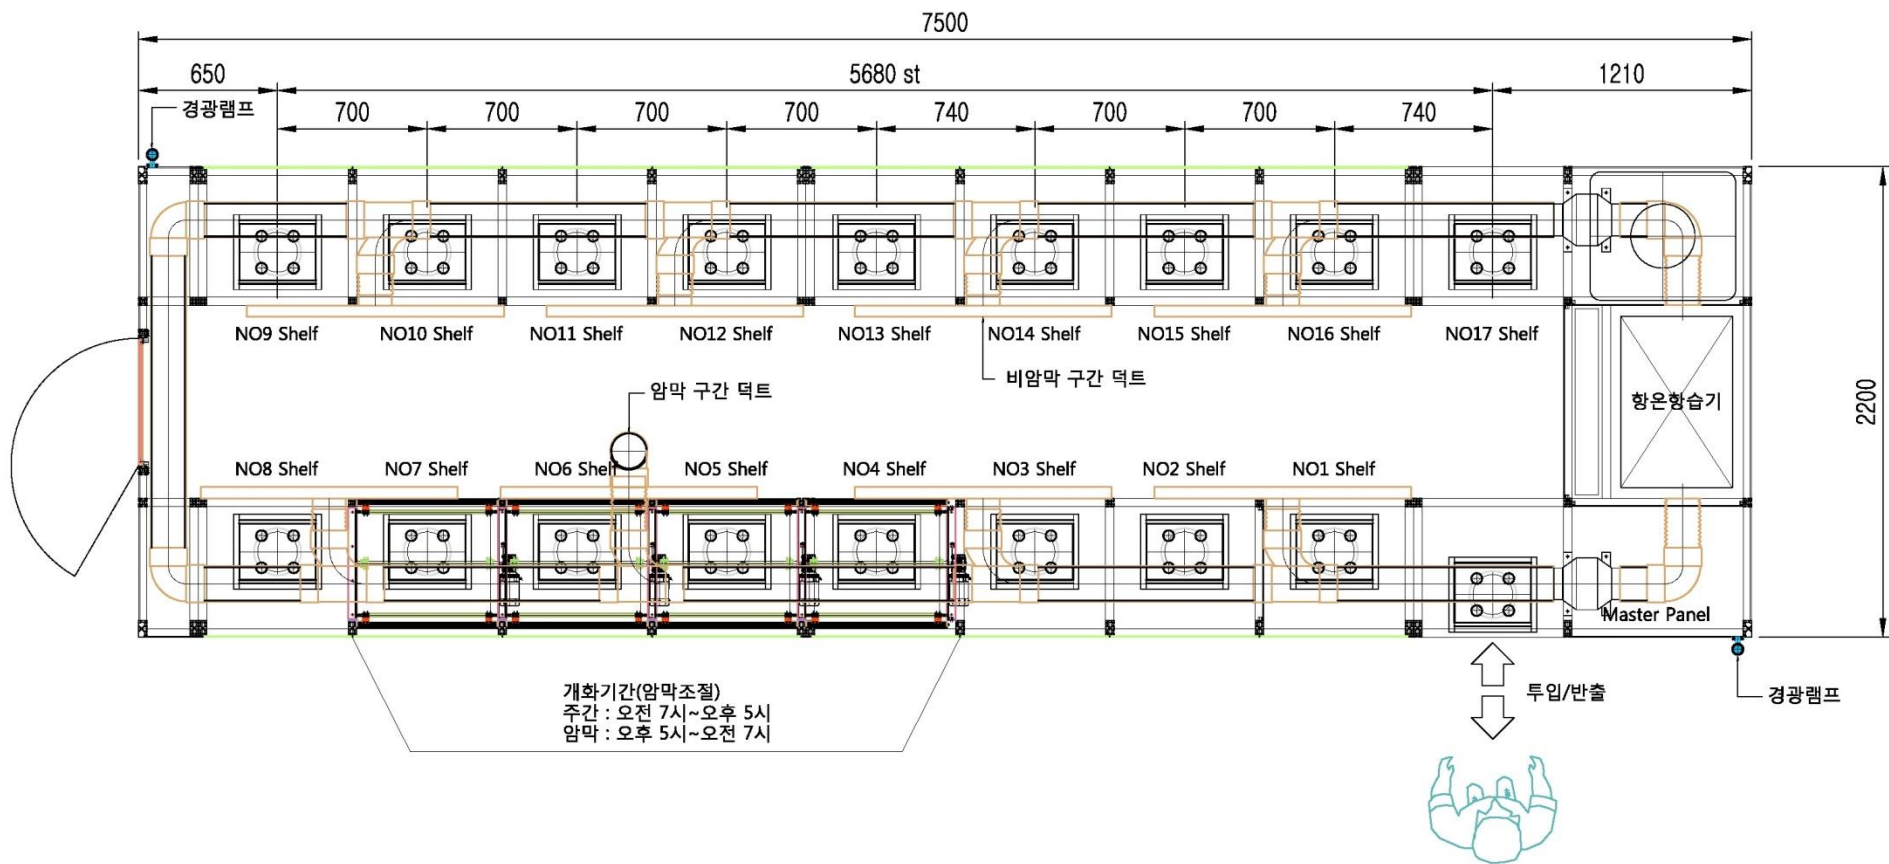 7500
650
5680 st
1210
경광램프
700
700
700
700
740
700
700
740
NO9 Shelf
NO10 Shelf
NO11 Shelf
NO12 Shelf
NO13 Shelf
NO14 Shelf
NO15 Shelf
NO16 Shelf
NO17 Shelf
암막 구간 덕트
비암막 구간 덕트
항온항습기
2200
NO8 Shelf
NO7 Shelf
NO6 Shelf
NO5 Shelf
NO4 Shelf
NO3 Shelf
NO2 Shelf
NO1 Shelf
Master Panel
개화기간(암막조절)
주간 : 오전 7시~오후 5시
암막 : 오후 5시~오전 7시
투입/반출
경광램프